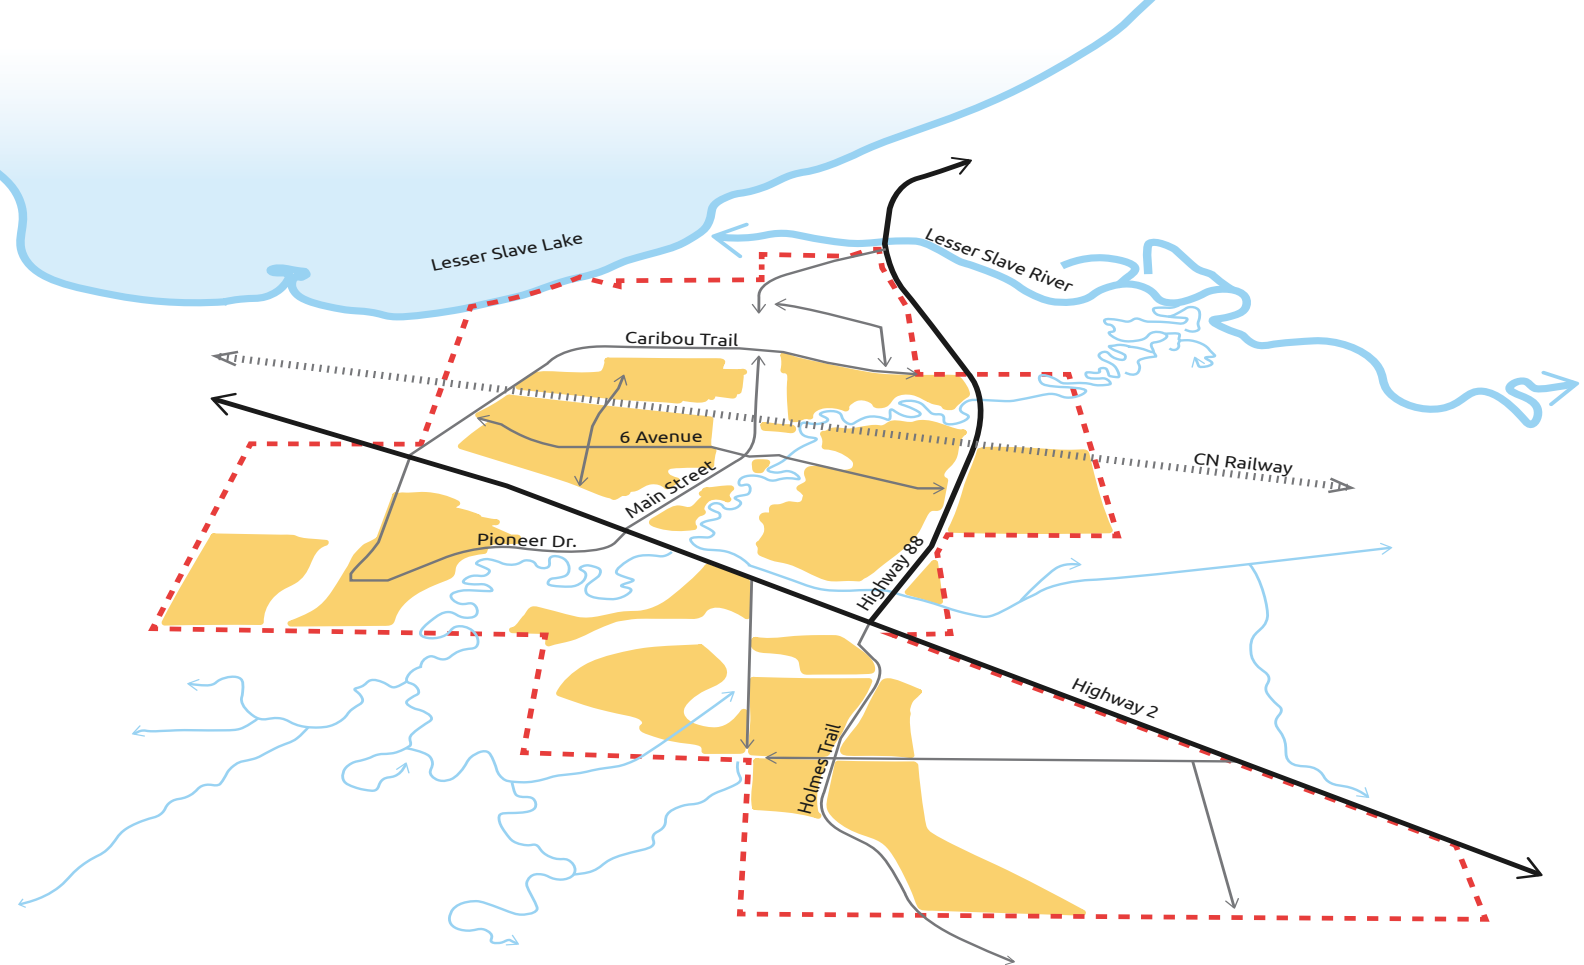 Lesser Slave Lake
Lesser Slave River
Caribou Trail
6 Avenue
CN Railway
Main Street
Pioneer Dr.
Highway 88
Highway 2
Holmes Trail